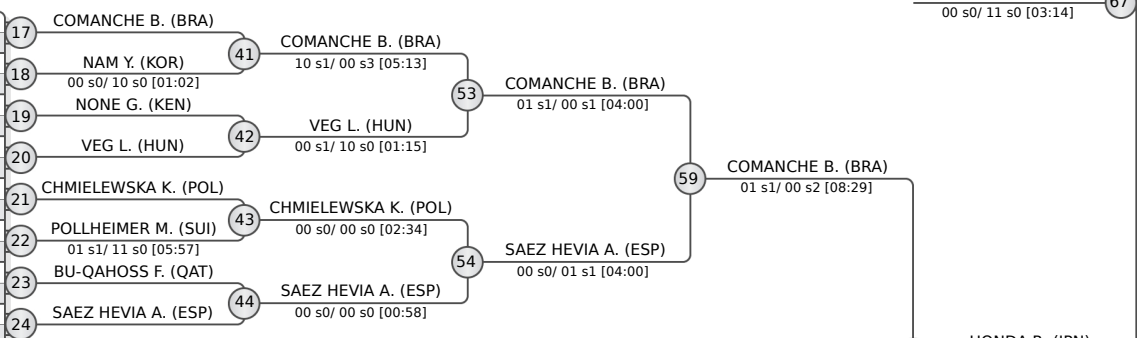 67
00 s0/ 11 s0 [03:14]
17
COMANCHE B. (BRA)
41
COMANCHE B. (BRA)
10 s1/ 00 s3 [05:13]
18
NAM Y. (KOR)
00 s0/ 10 s0 [01:02]
53
COMANCHE B. (BRA)
01 s1/ 00 s1 [04:00]
19
NONE G. (KEN)
42
VEG L. (HUN)
00 s1/ 10 s0 [01:15]
20
VEG L. (HUN)
59
COMANCHE B. (BRA)
01 s1/ 00 s2 [08:29]
21
CHMIELEWSKA K. (POL)
43
CHMIELEWSKA K. (POL)
00 s0/ 00 s0 [02:34]
22
POLLHEIMER M. (SUI)
01 s1/ 11 s0 [05:57]
54
SAEZ HEVIA A. (ESP)
00 s0/ 01 s1 [04:00]
23
BU-QAHOSS F. (QAT)
44
SAEZ HEVIA A. (ESP)
00 s0/ 00 s0 [00:58]
24
SAEZ HEVIA A. (ESP)